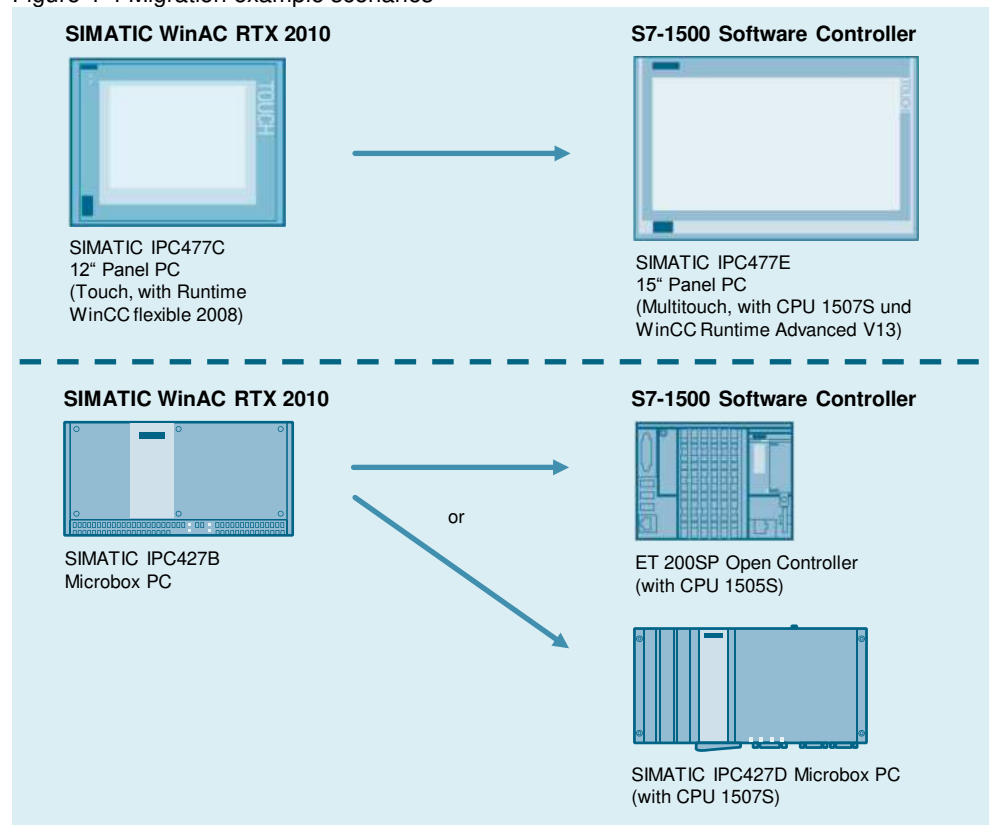 SIMATIC WinAC RTX 2010
S7-1500 Software Controller
TOUCH
TOUCH
SIMATIC IPC477C
12“ Panel PC
(Touch, with Runtime
WinCC flexible 2008)
SIMATIC IPC477E
15“ Panel PC
(Multitouch, with CPU 1507S und
WinCC Runtime Advanced V13)
SIMATIC WinAC RTX 2010
S7-1500 Software Controller
or
SIMATIC IPC427B
Microbox PC
ET 200SP Open Controller
(with CPU 1505S)
SIMATIC IPC427D Microbox PC
(with CPU 1507S)